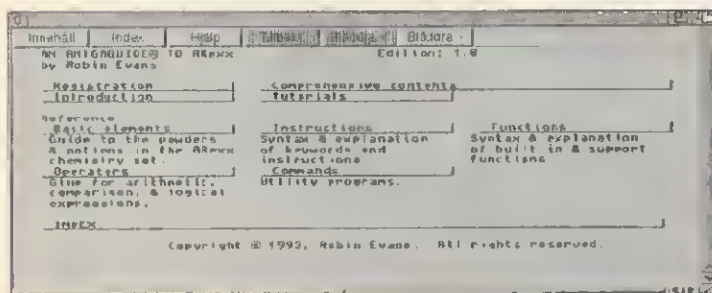 Innehåll Index Hjälp Tillbaka Bläddra < Bläddra >
AN AMIGAGUIDE® TO ARexx Edition: 1.0
by Robin Evans
Registration Comprehensive contents
Introduction Tutorials
Reference
Basic elements Instructions Functions
Guide to the powders Syntax & explanation Syntax & explanation
& potions in the ARexx of keywords and of built in & support
chemistry set. instructions functions
Operators Commands
Glue for arithmetic, Utility programs.
comparison, & logical
expressions.
INDEX
Copyright © 1993, Robin Evans. All rights reserved.